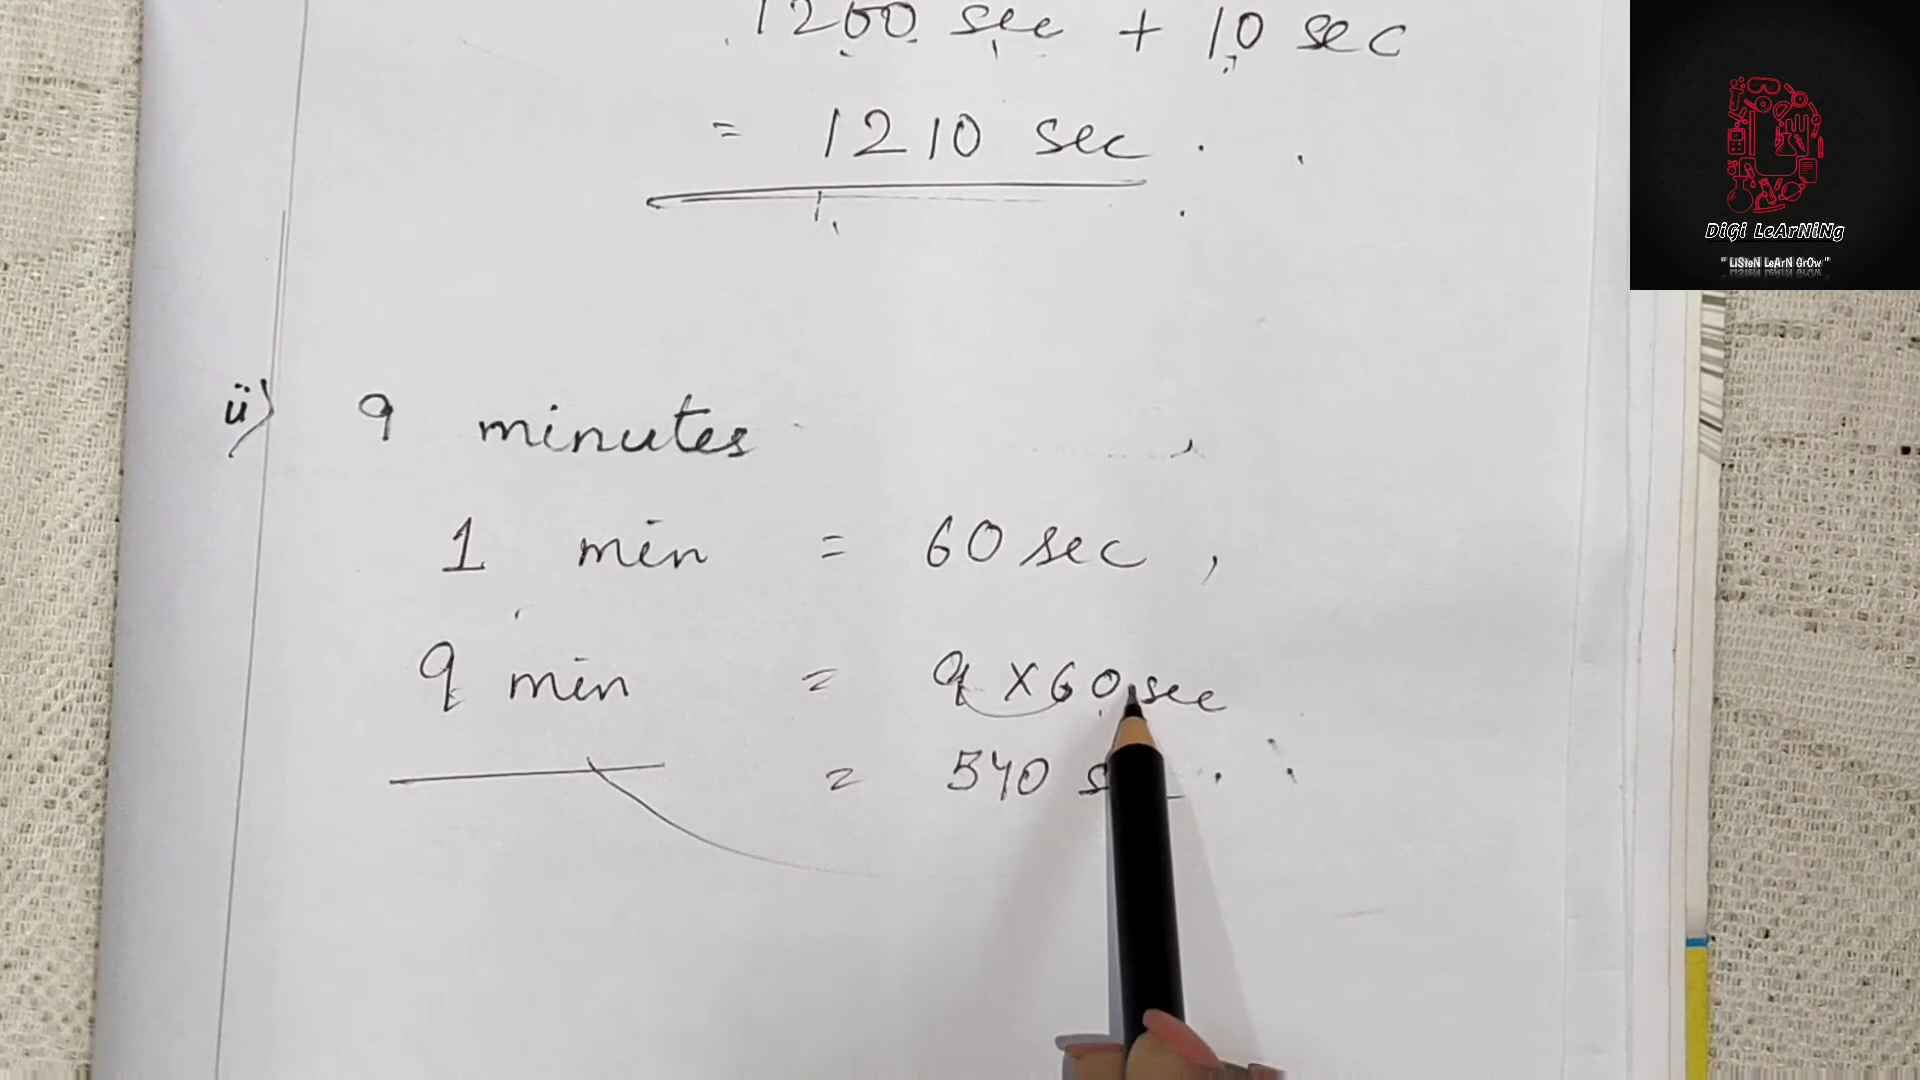 1200 sec + 10 sec
= 1210 sec.
ii) 9 minutes
1 min = 60 sec,
9 min = 9 x 60 sec
= 540
DiGi LeArNiNg
" LiSteN LeArN GrOw "